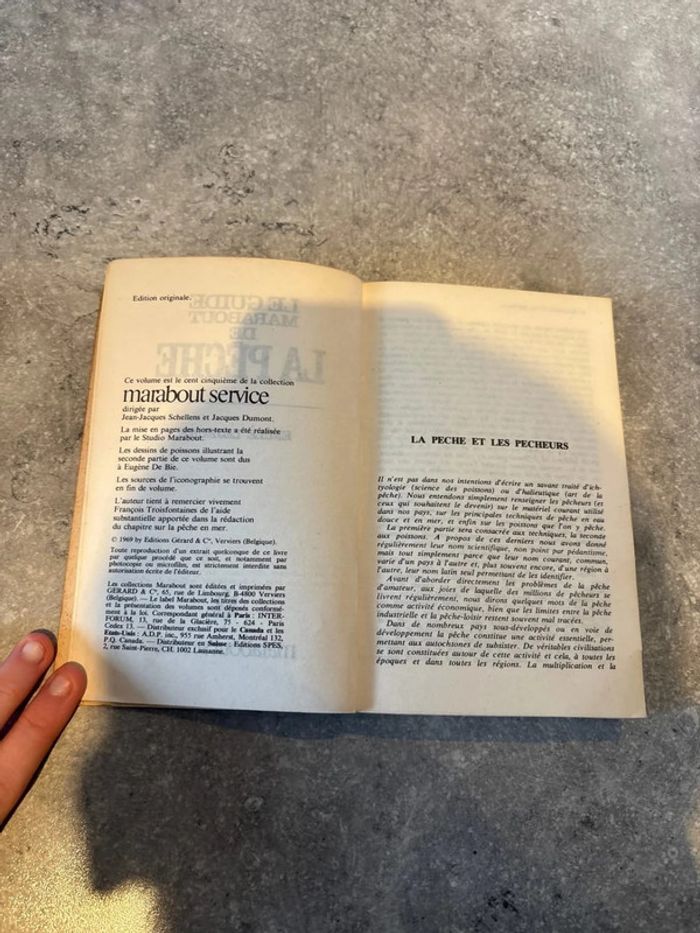 Edition originale.
Ce volume est le cent cinquième de la collection
marabout service
dirigée par
Jean-Jacques Schellens et Jacques Dumont.
La mise en pages des hors-texte a été réalisée
par le Studio Marabout.
Les dessins de poissons illustrant la
seconde partie de ce volume sont dus
à Eugène De Bie.
Les sources de l'iconographie se trouvent
en fin de volume.
L'auteur tient à remercier vivement
François Troisfontaines de l'aide
substantielle apportée dans la rédaction
du chapitre sur la pêche en mer.
© 1969 by Editions Gérard & C°, Verviers (Belgique).
Toute reproduction d'un extrait quelconque de ce livre
par quelque procédé que ce soit, et notamment par
photocopie ou microfilm, est strictement interdite sans
autorisation écrite de l'éditeur.
Les collections Marabout sont éditées et imprimées par
GERARD & C°, 65, rue de Limbourg, B-4800 Verviers
(Belgique). — Le label Marabout, les titres des collections
et la présentation des volumes sont déposés conformé-
ment à la loi. Correspondant général à Paris : INTER-
FORUM, 13, rue de la Glacière, 75 - 624 - Paris
Cedex 13. — Distributeur exclusif pour le Canada et les
Etats-Unis : A.D.P. inc., 955 rue Amherst, Montréal 132,
P.Q. Canada. — Distributeur en Suisse : Editions SPES,
2, rue Saint-Pierre, CH. 1002 Lausanne.
LA PECHE ET LES PECHEURS
Il n'est pas dans nos intentions d'écrire un savant traité d'ich-
tyologie (science des poissons) ou d'halieutique (art de la
pêche). Nous entendons simplement renseigner les pêcheurs (et
ceux qui souhaitent le devenir) sur le matériel courant utilisé
dans nos pays, sur les principales techniques de pêche en eau
douce et en mer, et enfin sur les poissons que l'on y pêche.
La première partie sera consacrée aux techniques, la seconde
aux poissons. A propos de ces derniers nous avons donné
régulièrement leur nom scientifique, non point par pédantisme,
mais tout simplement parce que leur nom courant, commun,
varie d'un pays à l'autre et, plus souvent encore, d'une région à
l'autre, leur nom latin seul permettant de les identifier.
Avant d'aborder directement les problèmes de la pêche
d'amateur, aux joies de laquelle des millions de pêcheurs se
livrent régulièrement, nous dirons quelques mots de la pêche
comme activité économique, bien que les limites entre la pêche
industrielle et la pêche-loisir restent souvent mal tracées.
Dans de nombreux pays sous-développés ou en voie de
développement la pêche constitue une activité essentielle, per-
mettant aux autochtones de subsister. De véritables civilisations
se sont constituées autour de cette activité et cela, à toutes les
époques et dans toutes les régions. La multiplication et la